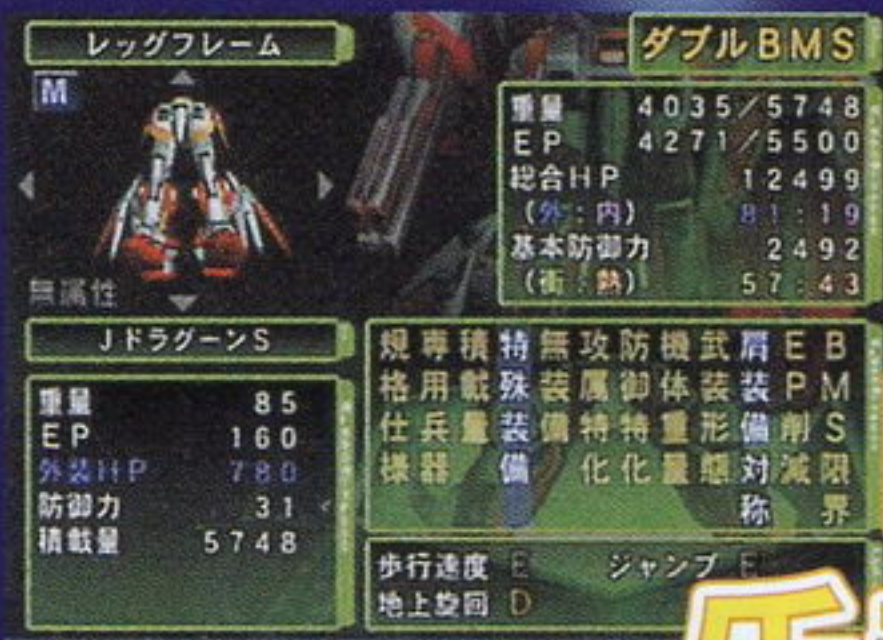 レッグフレーム
M
無属性
JドラグーンS
重量 85
EP 160
外装HP 780
防御力 31
積載量 5748
ダブルBMS
重量 4035/5748
EP 4271/5500
総合HP 12499
(外:内) 81:19
基本防御力 2492
(衝:熱) 57:43
規格仕様
専用兵器
積載量
特殊装備
無装備
攻属特化
防御特化
機体重量
武装形態
肩装備対称
EP削減
BMS限界
歩行速度 E ジャンプ E
地上旋回 D